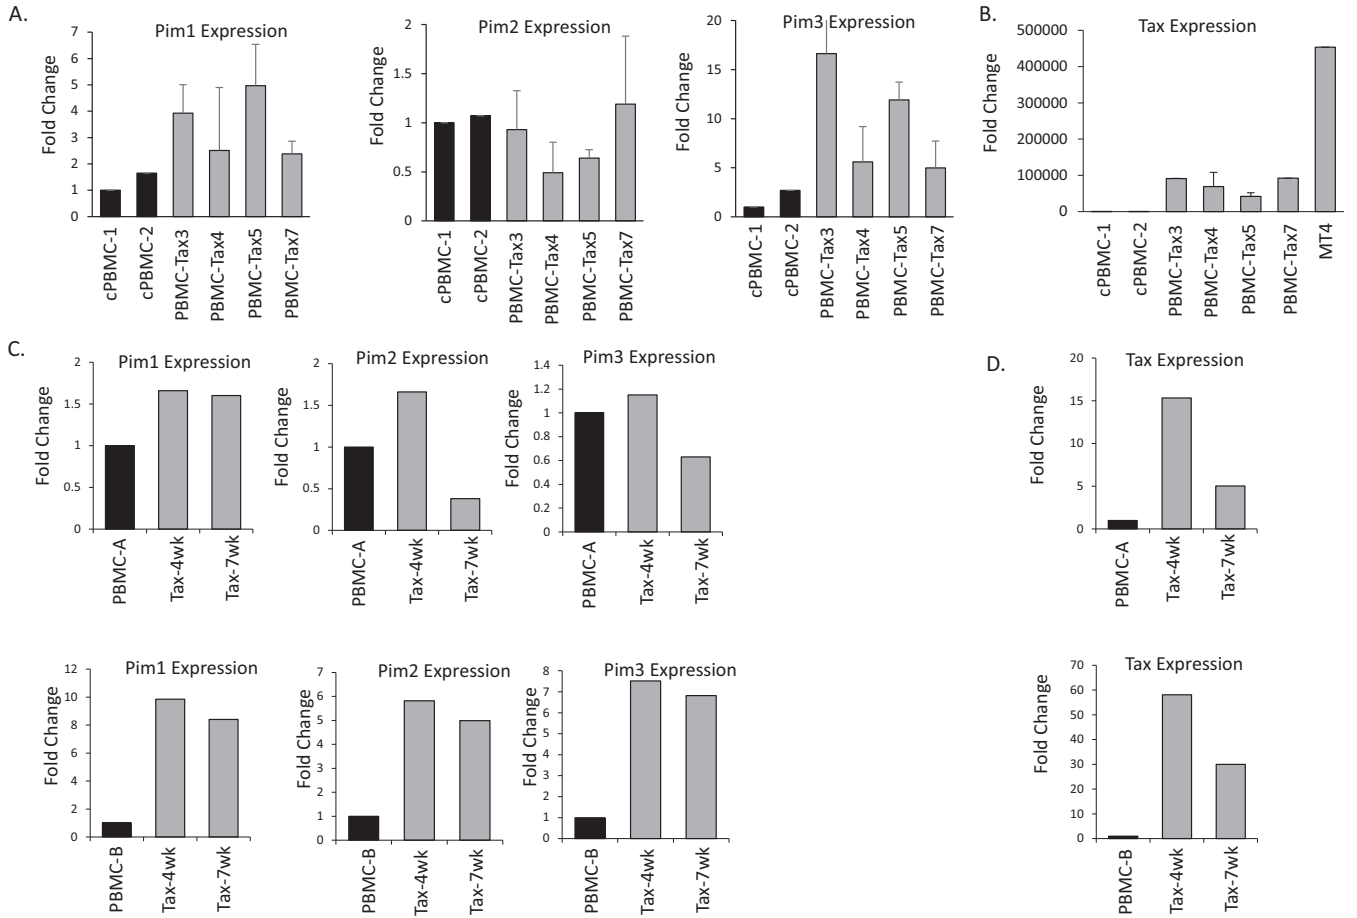 A.
Pim1 Expression
Fold Change
7
6
5
4
3
2
1
0
cPBMC-1
cPBMC-2
PBMC-Tax3
PBMC-Tax4
PBMC-Tax5
PBMC-Tax7
Pim2 Expression
Fold Change
2
1.5
1
0.5
0
cPBMC-1
cPBMC-2
PBMC-Tax3
PBMC-Tax4
PBMC-Tax5
PBMC-Tax7
Pim3 Expression
Fold Change
20
15
10
5
0
cPBMC-1
cPBMC-2
PBMC-Tax3
PBMC-Tax4
PBMC-Tax5
PBMC-Tax7
B.
Tax Expression
Fold Change
500000
400000
300000
200000
100000
0
cPBMC-1
cPBMC-2
PBMC-Tax3
PBMC-Tax4
PBMC-Tax5
PBMC-Tax7
MT4
C.
Pim1 Expression
Fold Change
2
1.5
1
0.5
0
PBMC-A
Tax-4wk
Tax-7wk
Pim2 Expression
Fold Change
2
1.5
1
0.5
0
PBMC-A
Tax-4wk
Tax-7wk
Pim3 Expression
Fold Change
1.4
1.2
1
0.8
0.6
0.4
0.2
0
PBMC-A
Tax-4wk
Tax-7wk
D.
Tax Expression
Fold Change
20
15
10
5
0
PBMC-A
Tax-4wk
Tax-7wk
Pim1 Expression
Fold Change
12
10
8
6
4
2
0
PBMC-B
Tax-4wk
Tax-7wk
Pim2 Expression
Fold Change
7
6
5
4
3
2
1
0
PBMC-B
Tax-4wk
Tax-7wk
Pim3 Expression
Fold Change
8
7
6
5
4
3
2
1
0
PBMC-B
Tax-4wk
Tax-7wk
Tax Expression
Fold Change
70
60
50
40
30
20
10
0
PBMC-B
Tax-4wk
Tax-7wk